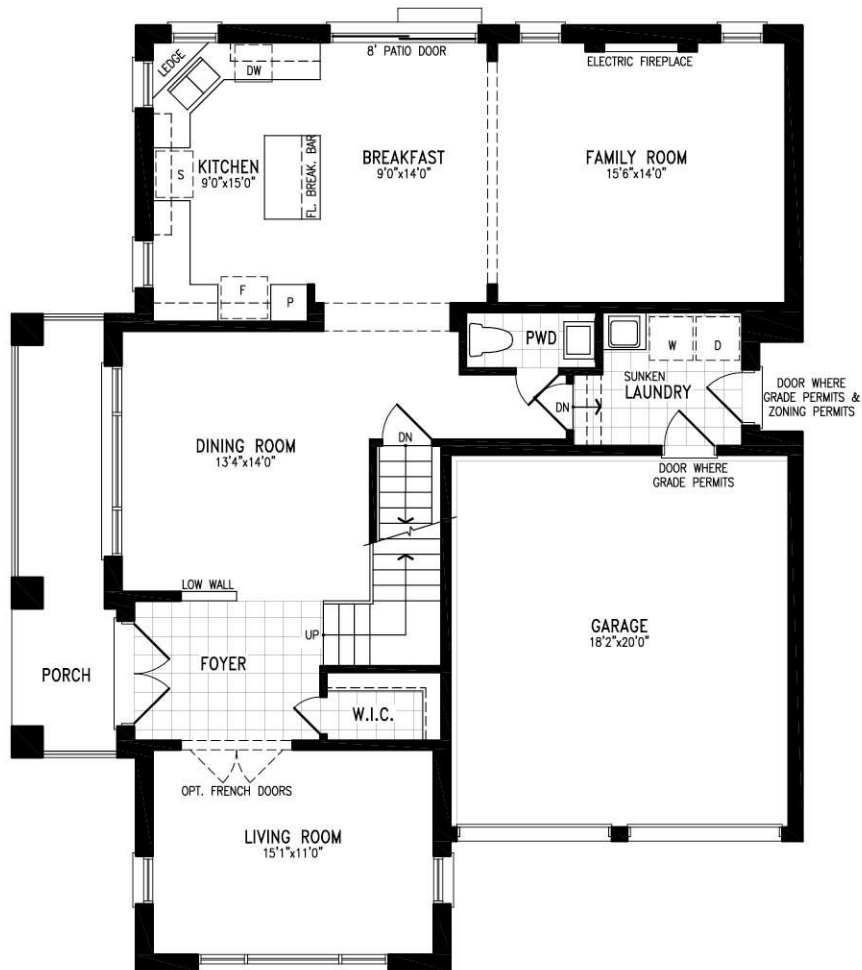 8' PATIO DOOR
LEDGE
DW
ELECTRIC FIREPLACE
KITCHEN
9'0"x15'0"
S
FL. BREAK. BAR
BREAKFAST
9'0"x14'0"
FAMILY ROOM
15'6"x14'0"
F
P
PWD
W
D
SUNKEN
LAUNDRY
DN
DOOR WHERE
GRADE PERMITS &
ZONING PERMITS
DINING ROOM
13'4"x14'0"
DN
DOOR WHERE
GRADE PERMITS
LOW WALL
UP
FOYER
PORCH
W.I.C.
GARAGE
18'2"x20'0"
OPT. FRENCH DOORS
LIVING ROOM
15'1"x11'0"